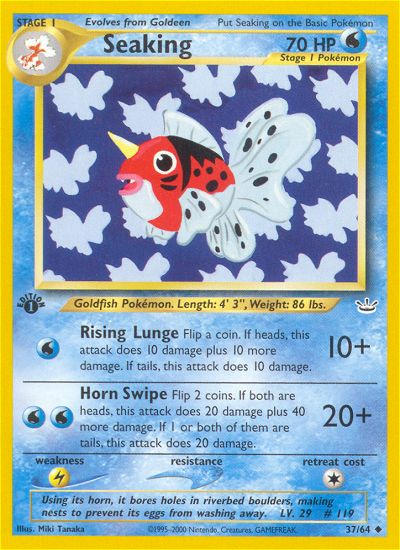 STAGE 1 Evolves from Goldeen Put Seaking on the Basic Pokémon
Seaking 70 HP
Stage 1 Pokémon
EDITION 1
Goldfish Pokémon. Length: 4' 3", Weight: 86 lbs.
Rising Lunge Flip a coin. If heads, this
attack does 10 damage plus 10 more
damage. If tails, this attack does 10
damage.
10+
Horn Swipe Flip 2 coins. If both are
heads, this attack does 20 damage plus 40
more damage. If 1 or both of them are
tails, this attack does 20 damage.
20+
weakness resistance retreat cost
Using its horn, it bores holes in riverbed boulders, making
nests to prevent its eggs from washing away. LV. 29 # 119
Illus. Miki Tanaka ©1995-2000 Nintendo, Creatures, GAMEFREAK. 37/64